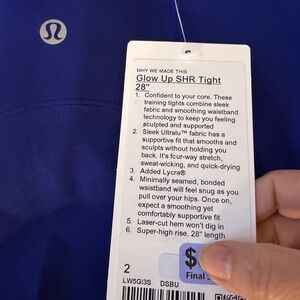 WHY WE MADE THIS
Glow Up SHR Tight
28"
1. Confident to your core. These
training tights combine sleek
fabric and smoothing waistband
technology to keep you feeling
sculpted and supported
2. Sleek Ultralu™ fabric has a
supportive fit that smooths and
sculpts without holding you
back. It's four-way stretch,
sweat-wicking, and quick-drying
3. Added Lycra®
4. Minimally seamed, bonded
waistband will feel snug as you
pull over your hips. Once on,
expect a smoothing yet
comfortably supportive fit
5. Laser-cut hem won't dig in
6. Super-high rise, 28" length
$
Final
2
LW5GI3S DSBU